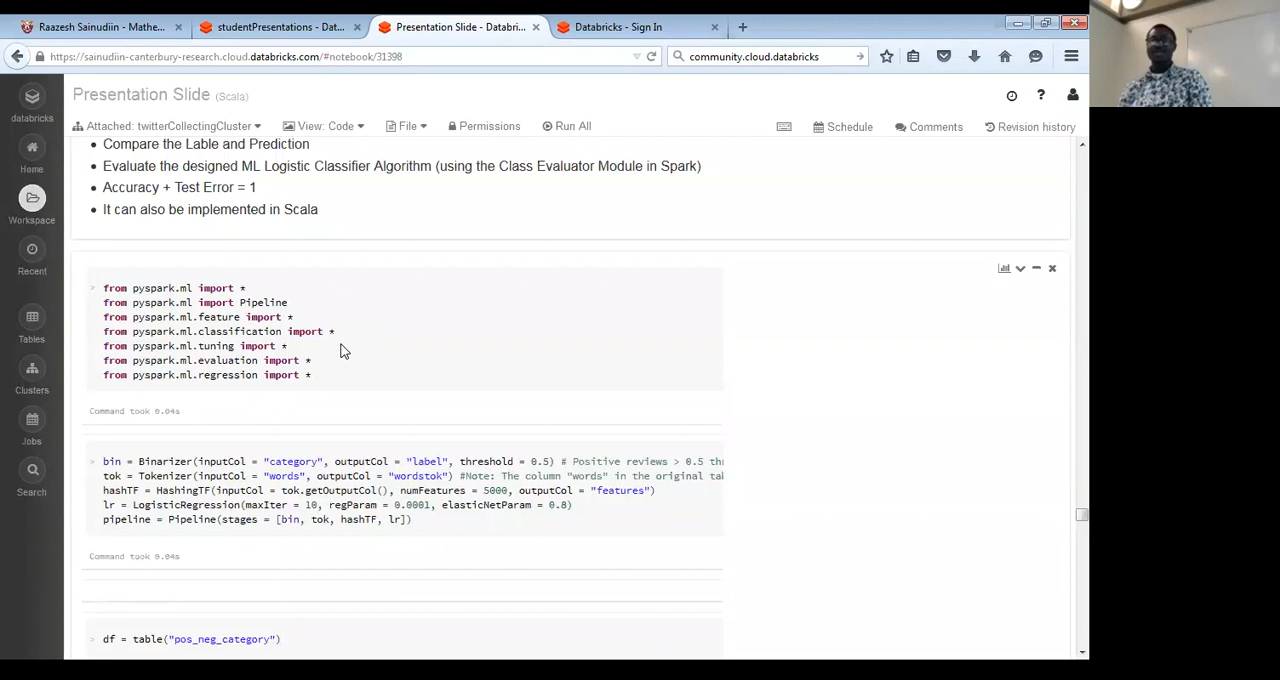 Raazesh Sainudiin - Mathe...
studentPresentations - Dat...
Presentation Slide - Databri...
Databricks - Sign In
https://sainudiin-canterbury-research.cloud.databricks.com/#notebook/31398
community.cloud.databricks
databricks
Home
Workspace
Recent
Tables
Clusters
Jobs
Search
Presentation Slide (Scala)
Attached: twitterCollectingCluster
View: Code
File
Permissions
Run All
Schedule
Comments
Revision history
• Compare the Lable and Prediction
• Evaluate the designed ML Logistic Classifier Algorithm (using the Class Evaluator Module in Spark)
• Accuracy + Test Error = 1
• It can also be implemented in Scala
> from pyspark.ml import *
from pyspark.ml import Pipeline
from pyspark.ml.feature import *
from pyspark.ml.classification import *
from pyspark.ml.tuning import *
from pyspark.ml.evaluation import *
from pyspark.ml.regression import *
Command took 0.04s
> bin = Binarizer(inputCol = "category", outputCol = "label", threshold = 0.5) # Positive reviews > 0.5 thr
tok = Tokenizer(inputCol = "words", outputCol = "wordstok") #Note: The column "words" in the original tab
hashTF = HashingTF(inputCol = tok.getOutputCol(), numFeatures = 5000, outputCol = "features")
lr = LogisticRegression(maxIter = 10, regParam = 0.0001, elasticNetParam = 0.8)
pipeline = Pipeline(stages = [bin, tok, hashTF, lr])
Command took 0.04s
> df = table("pos_neg_category")